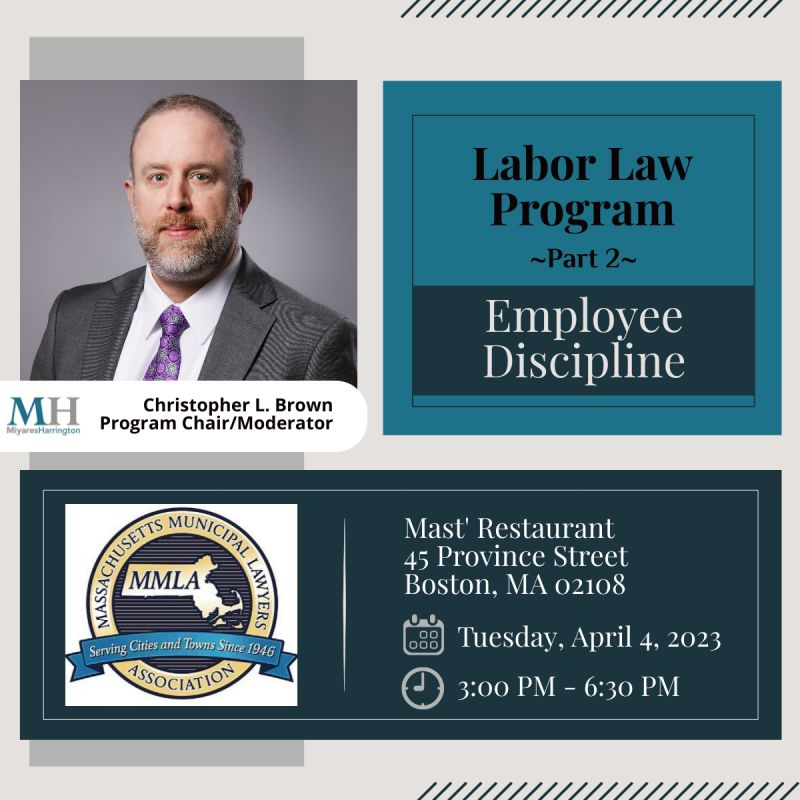 Labor Law
Program
~Part 2~
Employee
Discipline
MH
MiyaresHarrington
Christopher L. Brown
Program Chair/Moderator
MASSACHUSETTS MUNICIPAL LAWYERS
MMLA
Serving Cities and Towns Since 1946
ASSOCIATION
Mast' Restaurant
45 Province Street
Boston, MA 02108
Tuesday, April 4, 2023
3:00 PM - 6:30 PM